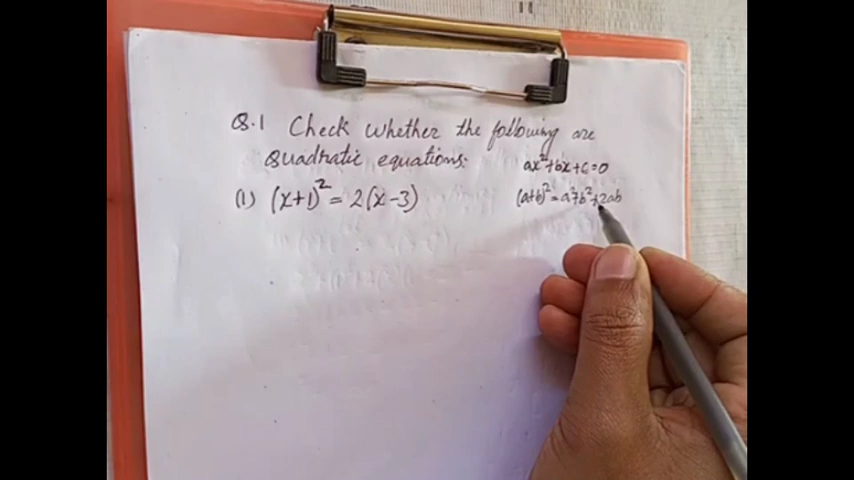 Q.1 Check whether the following are
Quadratic equations.
ax²+bx+c=0
(1) (x+1)² = 2(x-3)
(a+b)² = a²+b²+2ab